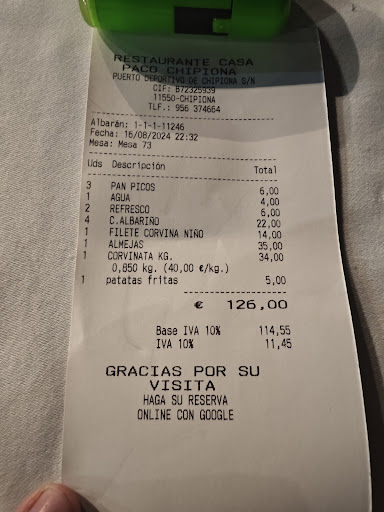 RESTAURANTE CASA
PACO CHIPIONA
PUERTO DEPORTIVO DE CHIPIONA S/N
CIF: B72325939
11550-CHIPIONA
TLF.: 956 374664
Albarán: 1-1-1-11246
Fecha: 16/08/2024 22:32
Mesa: Mesa 73
Uds Descripción Total
3 PAN PICOS 6,00
1 AGUA 4,00
2 REFRESCO 6,00
4 C.ALBARIÑO 22,00
1 FILETE CORVINA NIÑO 14,00
1 ALMEJAS 35,00
1 CORVINATA KG. 34,00
0,850 kg. (40,00 €/kg.)
1 patatas fritas 5,00
€ 126,00
Base IVA 10% 114,55
IVA 10% 11,45
GRACIAS POR SU
VISITA
HAGA SU RESERVA
ONLINE CON GOOGLE